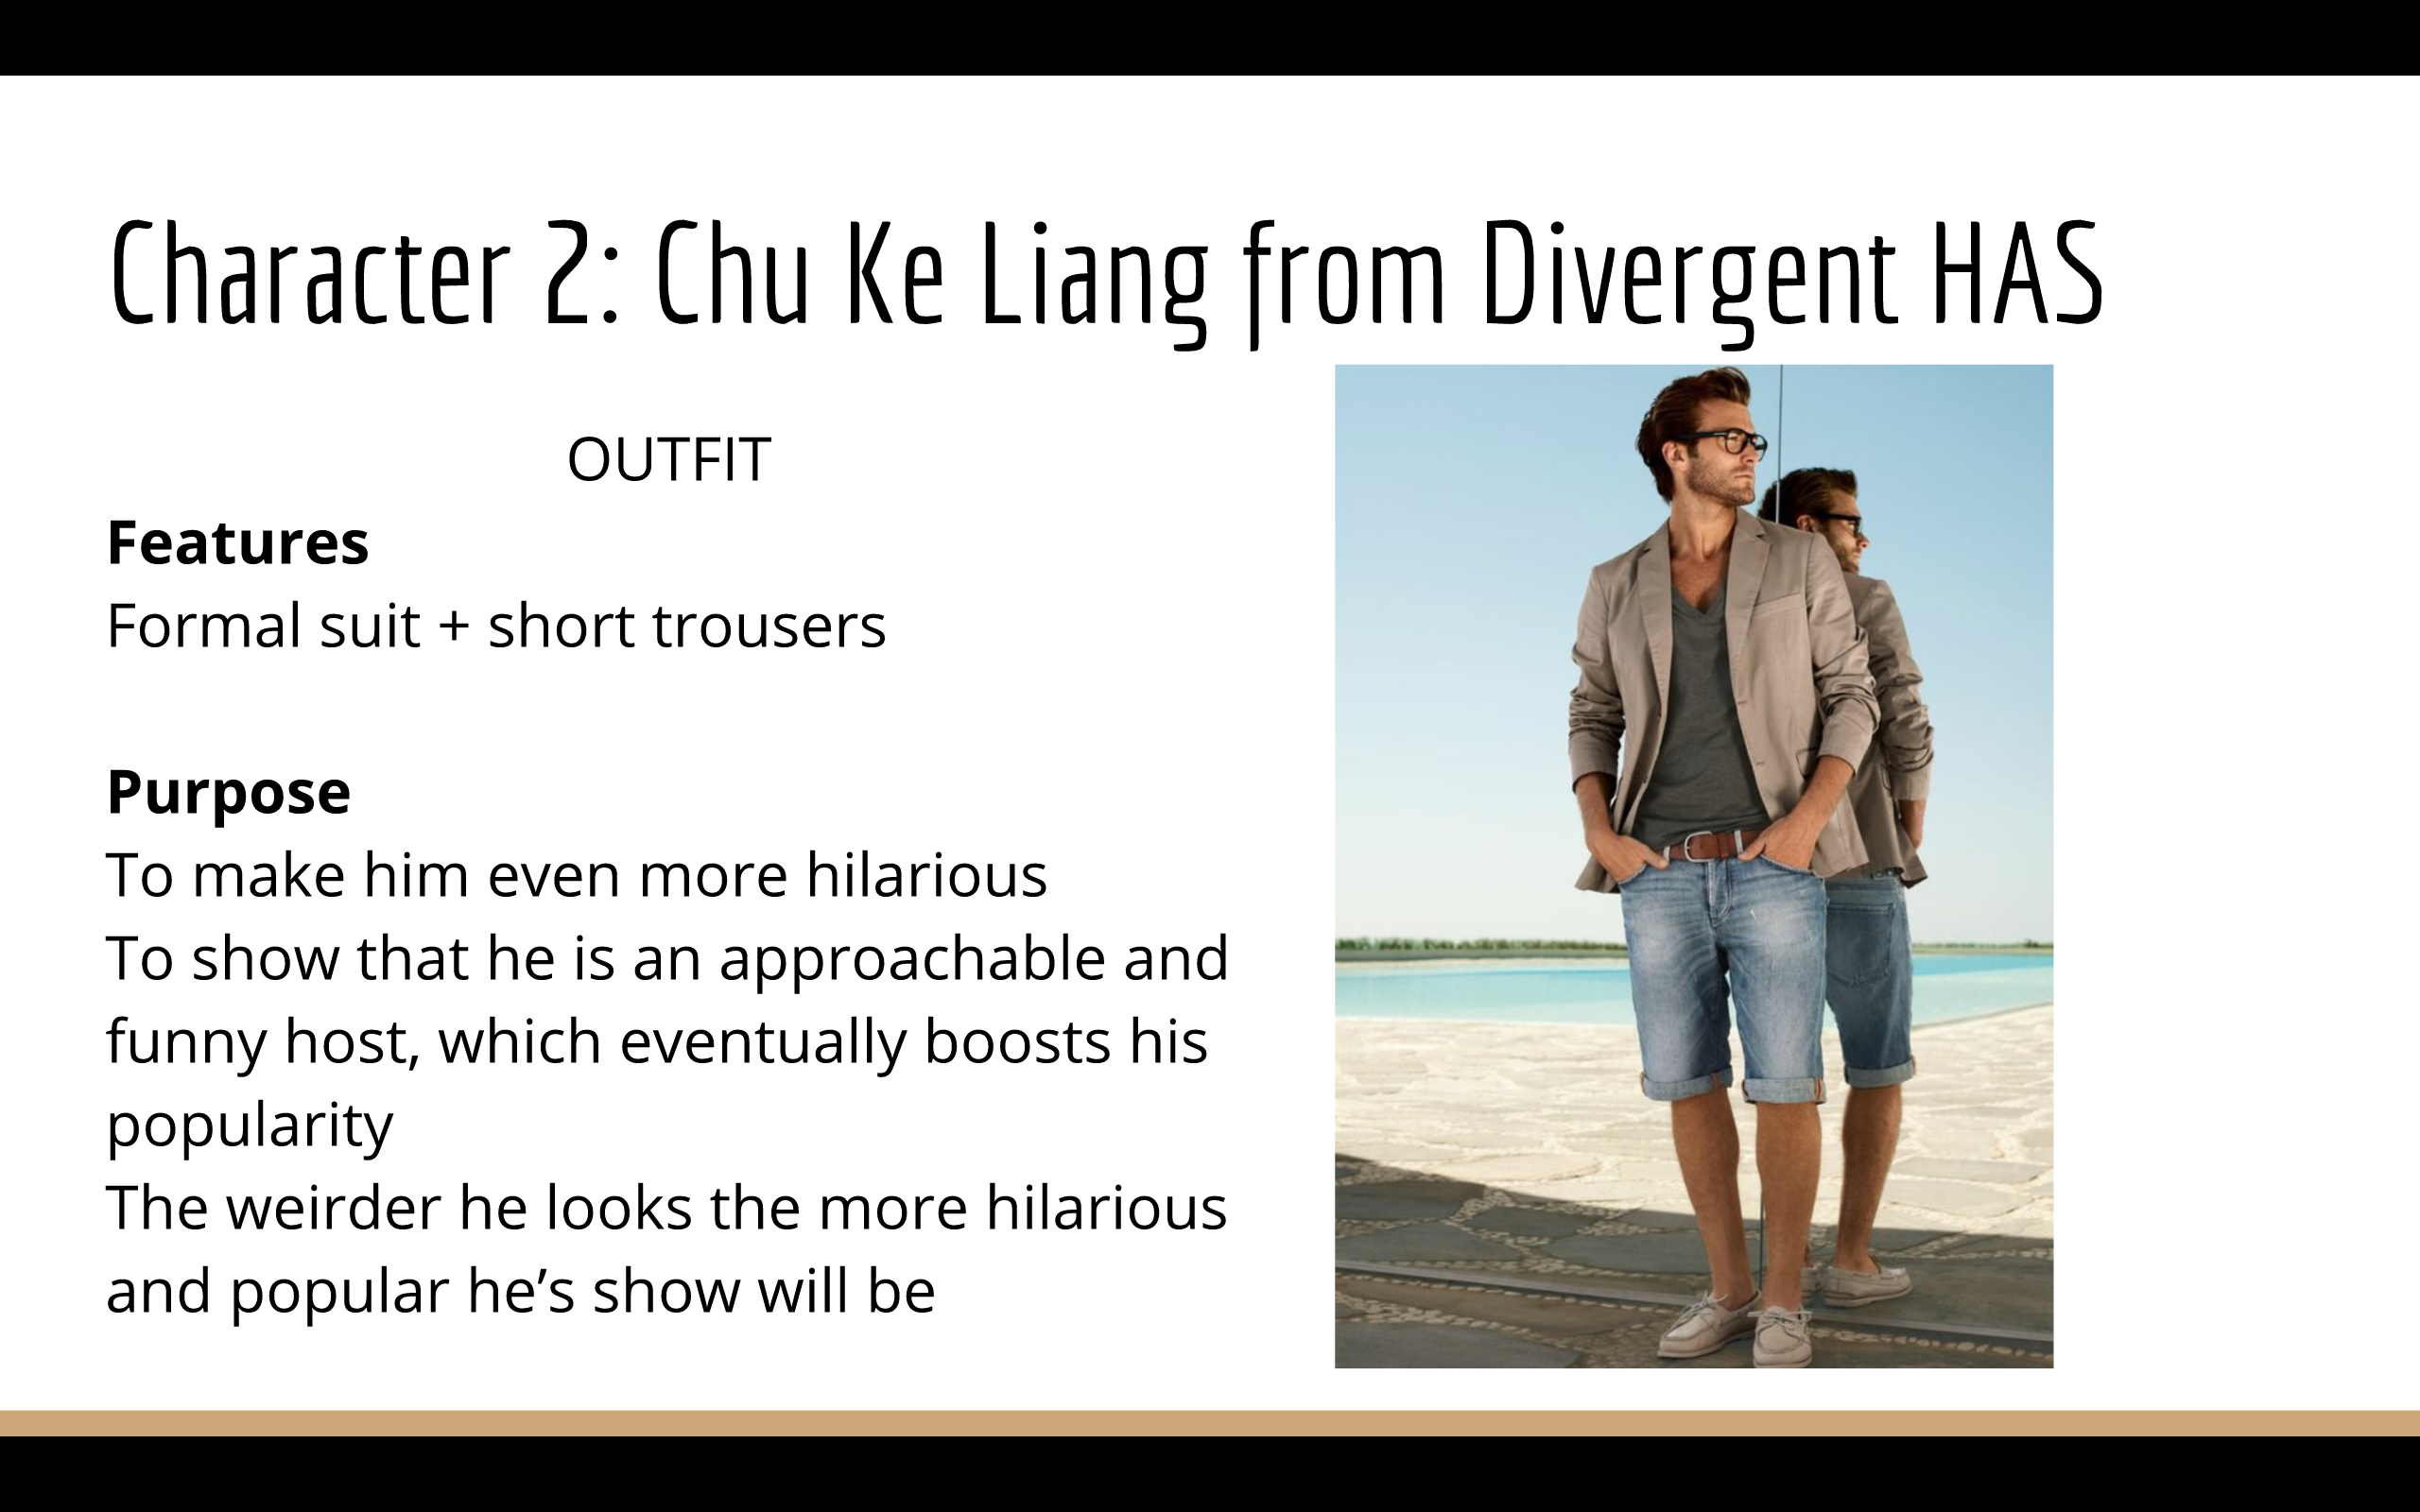 Character 2: Chu Ke Liang from Divergent HAS
OUTFIT
Features
Formal suit + short trousers
Purpose
To make him even more hilarious
To show that he is an approachable and
funny host, which eventually boosts his
popularity
The weirder he looks the more hilarious
and popular he’s show will be